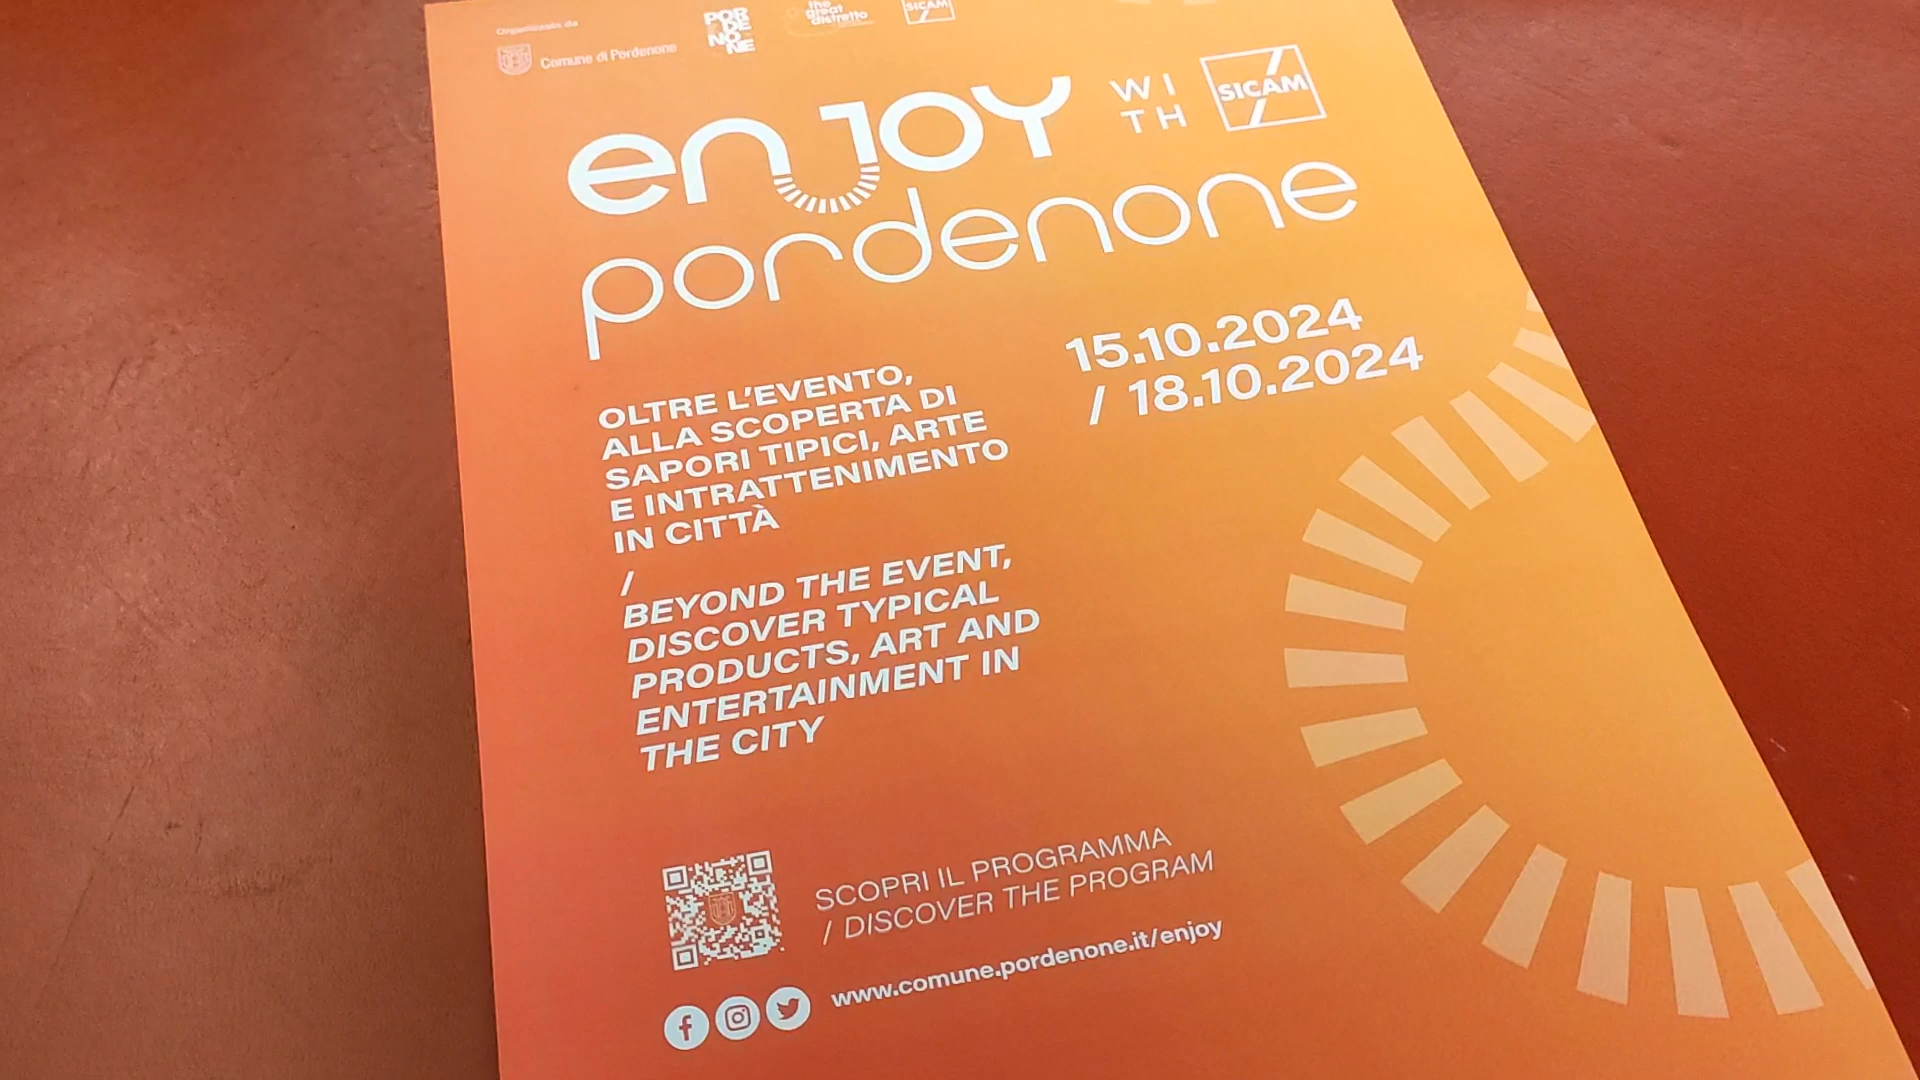 Organizzato da
Comune di Pordenone
POR
DE
NO
NE
the
great
distretto
SICAM
enJOY
WI
TH
SICAM
pordenone
15.10.2024
/ 18.10.2024
OLTRE L'EVENTO,
ALLA SCOPERTA DI
SAPORI TIPICI, ARTE
E INTRATTENIMENTO
IN CITTÀ
/
BEYOND THE EVENT,
DISCOVER TYPICAL
PRODUCTS, ART AND
ENTERTAINMENT IN
THE CITY
SCOPRI IL PROGRAMMA
/ DISCOVER THE PROGRAM
www.comune.pordenone.it/enjoy